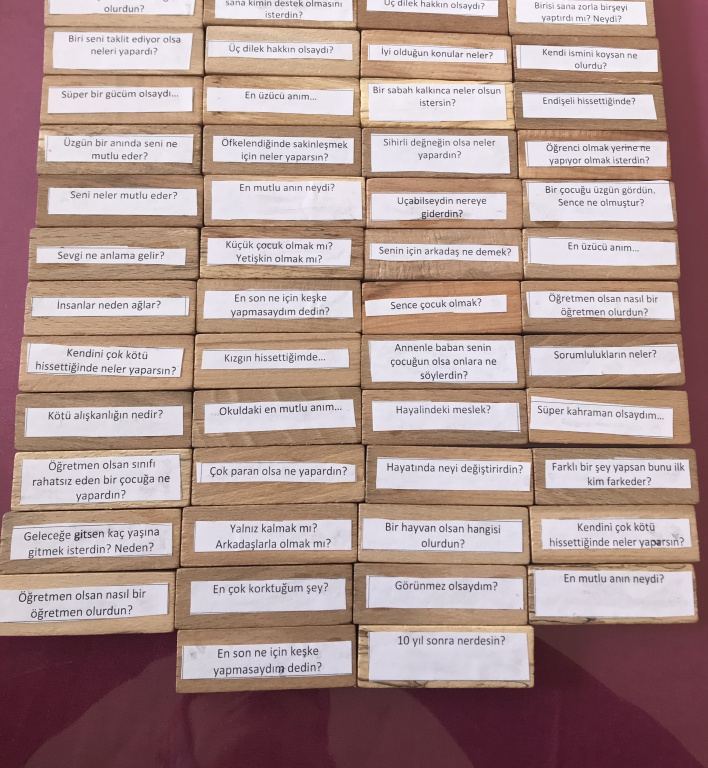 olurdun?
sana kimin destek olmasını
isterdin?
Üç dilek hakkın olsaydı?
Birisi sana zorla birşeyi
yaptırdı mı? Neydi?
Biri seni taklit ediyor olsa
neleri yapardı?
Üç dilek hakkın olsaydı?
İyi olduğun konular neler?
Kendi ismini koysan ne
olurdu?
Süper bir gücüm olsaydı...
En üzücü anım...
Bir sabah kalkınca neler olsun
istersin?
Endişeli hissettiğinde?
Üzgün bir anında seni ne
mutlu eder?
Öfkelendiğinde sakinleşmek
için neler yaparsın?
Sihirli değneğin olsa neler
yapardın?
Öğrenci olmak yerine ne
yapıyor olmak isterdin?
Seni neler mutlu eder?
En mutlu anın neydi?
Uçabilseydin nereye
giderdin?
Bir çocuğu üzgün gördün.
Sence ne olmuştur?
Sevgi ne anlama gelir?
Küçük çocuk olmak mı?
Yetişkin olmak mı?
Senin için arkadaş ne demek?
En üzücü anım...
İnsanlar neden ağlar?
En son ne için keşke
yapmasaydım dedin?
Sence çocuk olmak?
Öğretmen olsan nasıl bir
öğretmen olurdun?
Kendini çok kötü
hissettiğinde neler yaparsın?
Kızgın hissettiğimde...
Annenle baban senin
çocuğun olsa onlara ne
söylerdin?
Sorumlulukların neler?
Kötü alışkanlığın nedir?
Okuldaki en mutlu anım...
Hayalindeki meslek?
Süper kahraman olsaydım...
Öğretmen olsan sınıfı
rahatsız eden bir çocuğa ne
yapardın?
Çok paran olsa ne yapardın?
Hayatında neyi değiştirirdin?
Farklı bir şey yapsan bunu ilk
kim farkeder?
Geleceğe gitsen kaç yaşına
gitmek isterdin? Neden?
Yalnız kalmak mı?
Arkadaşlarla olmak mı?
Bir hayvan olsan hangisi
olurdun?
Kendini çok kötü
hissettiğinde neler yaparsın?
Öğretmen olsan nasıl bir
öğretmen olurdun?
En çok korktuğum şey?
Görünmez olsaydım?
En mutlu anın neydi?
En son ne için keşke
yapmasaydım dedin?
10 yıl sonra nerdesin?